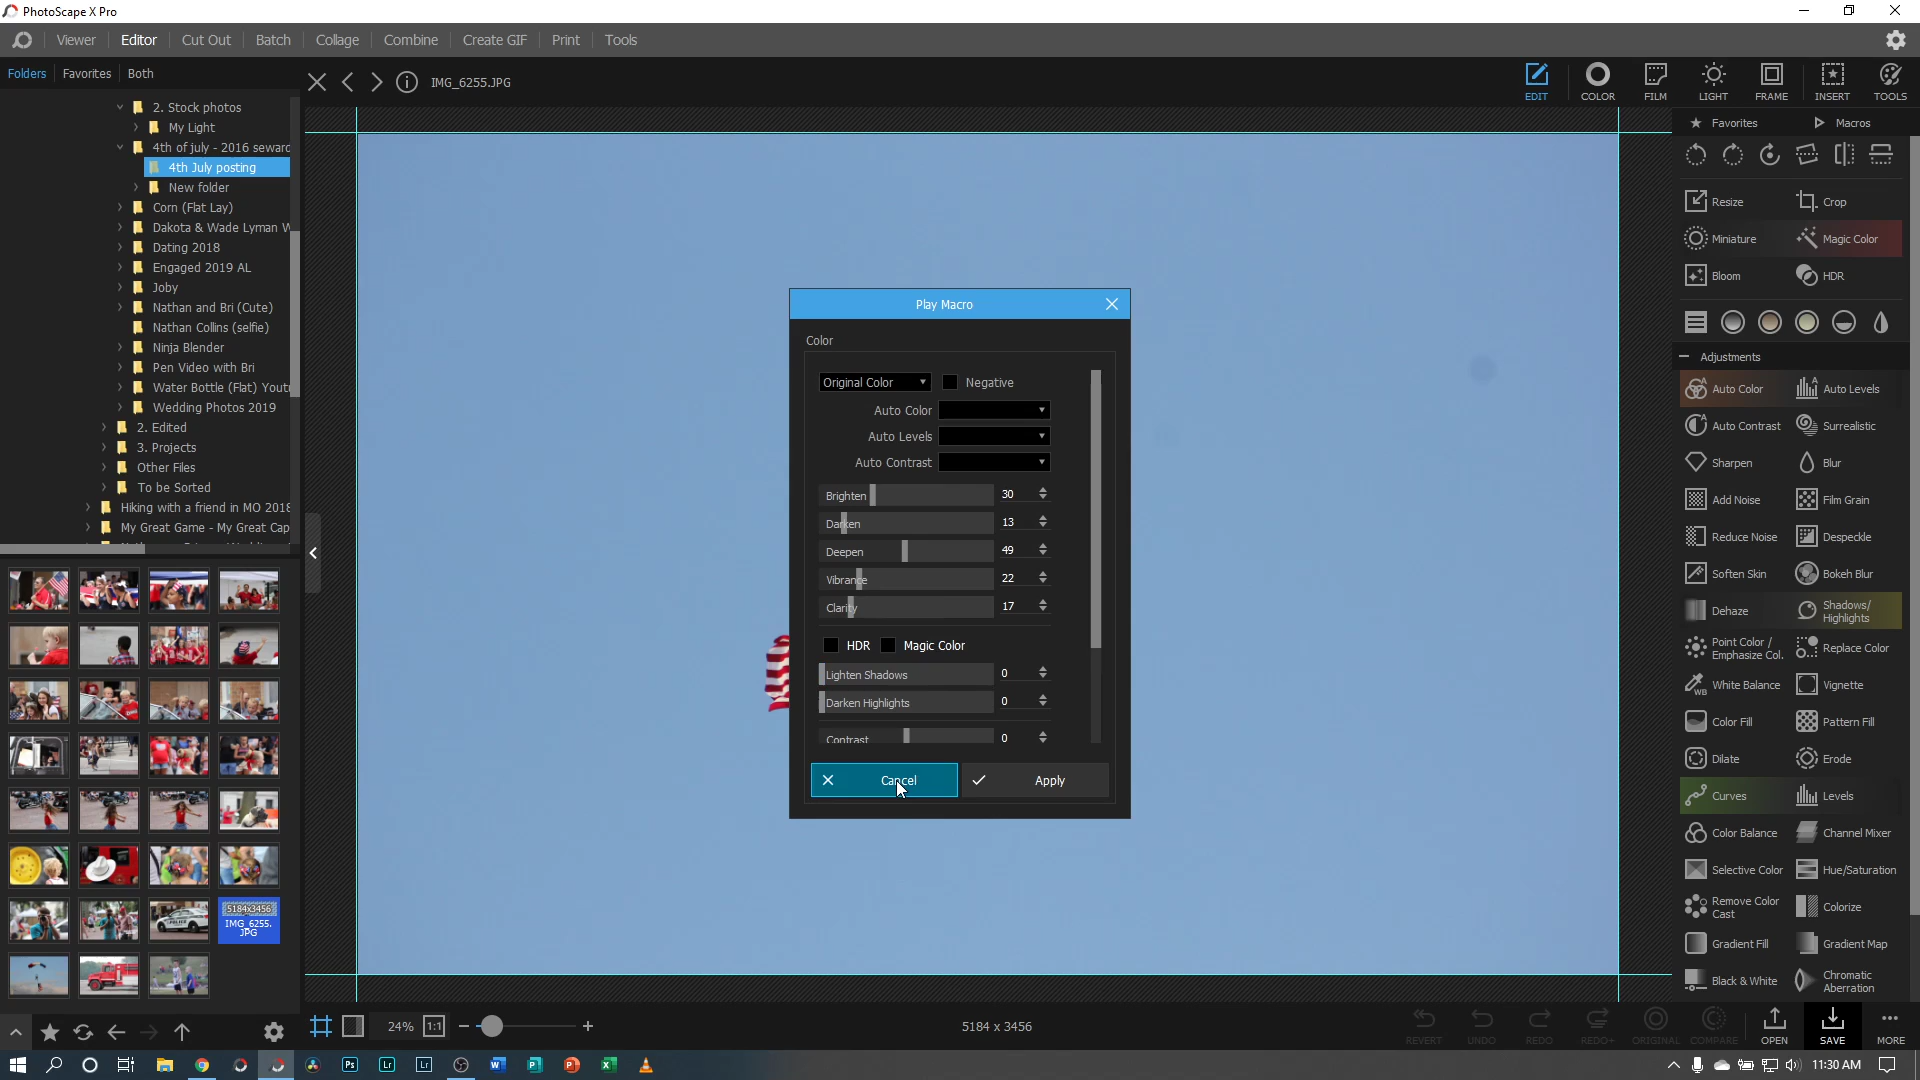 PhotoScape X Pro
Viewer Editor Cut Out Batch Collage Combine Create GIF Print Tools
Folders Favorites Both
IMG_6255.JPG
EDIT COLOR FILM LIGHT FRAME INSERT TOOLS
2. Stock photos
My Light
4th of july - 2016 seward
4th July posting
New folder
Corn (Flat Lay)
Dakota & Wade Lyman W
Dating 2018
Engaged 2019 AL
Joby
Nathan and Bri (Cute)
Nathan Collins (selfie)
Ninja Blender
Pen Video with Bri
Water Bottle (Flat) Yout
Wedding Photos 2019
2. Edited
3. Projects
Other Files
To be Sorted
Hiking with a friend in MO 2018
My Great Game - My Great Cap
5184x3456
IMG_6255.
JPG
Play Macro
Color
Original Color Negative
Auto Color
Auto Levels
Auto Contrast
Brighten 30
Darken 13
Deepen 49
Vibrance 22
Clarity 17
HDR Magic Color
Lighten Shadows 0
Darken Highlights 0
Contrast 0
Cancel Apply
Favorites Macros
Resize Crop
Miniature Magic Color
Bloom HDR
Adjustments
Auto Color Auto Levels
Auto Contrast Surrealistic
Sharpen Blur
Add Noise Film Grain
Reduce Noise Despeckle
Soften Skin Bokeh Blur
Dehaze Shadows/
Highlights
Point Color /
Emphasize Col. Replace Color
WB White Balance Vignette
Color Fill Pattern Fill
Dilate Erode
Curves Levels
Color Balance Channel Mixer
Selective Color Hue/Saturation
Remove Color
Cast Colorize
Gradient Fill Gradient Map
Black & White Chromatic
Aberration
24% 1:1 5184 x 3456
REVERT UNDO REDO REDO+ ORIGINAL COMPARE OPEN SAVE MORE
Ps Lr Lr 11:30 AM